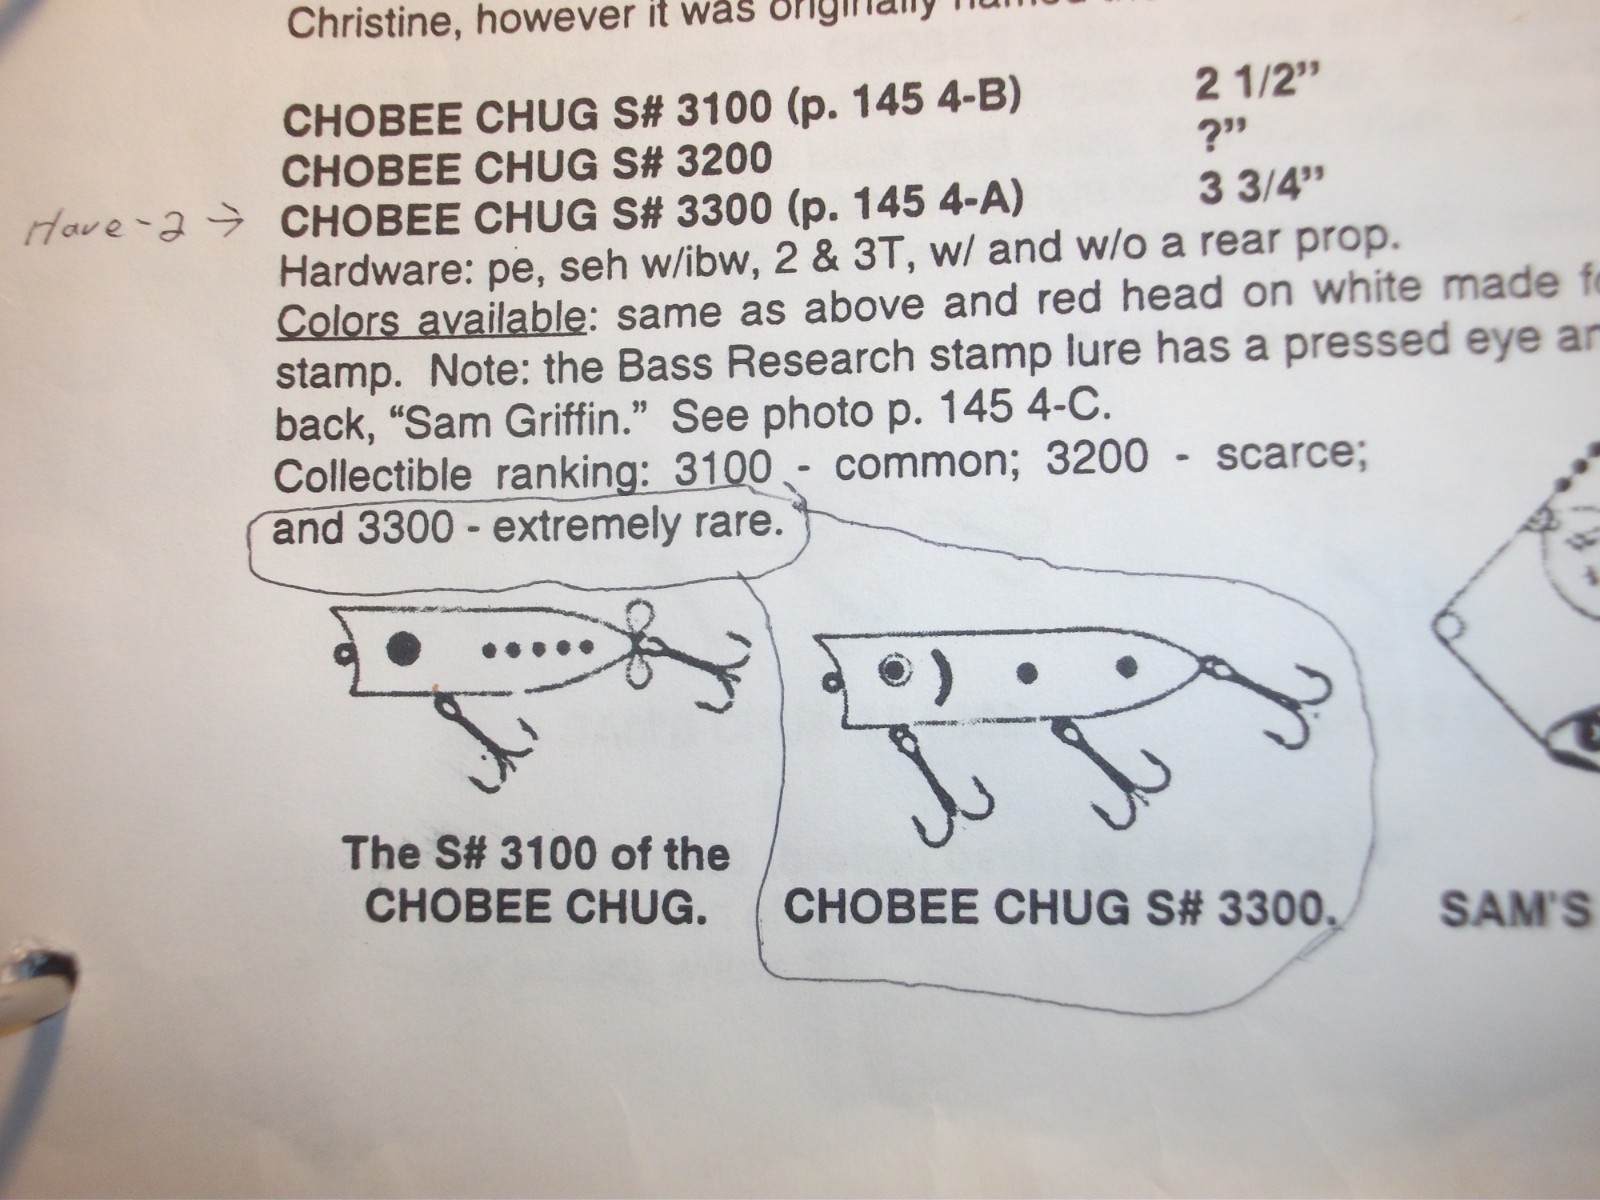 Christine, however it was originally named
CHOBEE CHUG S# 3100 (p. 145 4-B) 2 1/2”
CHOBEE CHUG S# 3200 ?”
Have-2 → CHOBEE CHUG S# 3300 (p. 145 4-A) 3 3/4”
Hardware: pe, seh w/ibw, 2 & 3T, w/ and w/o a rear prop.
Colors available: same as above and red head on white made
stamp. Note: the Bass Research stamp lure has a pressed eye
back, “Sam Griffin.” See photo p. 145 4-C.
Collectible ranking: 3100 - common; 3200 - scarce;
and 3300 - extremely rare.
The S# 3100 of the
CHOBEE CHUG.
CHOBEE CHUG S# 3300.
SAM'S